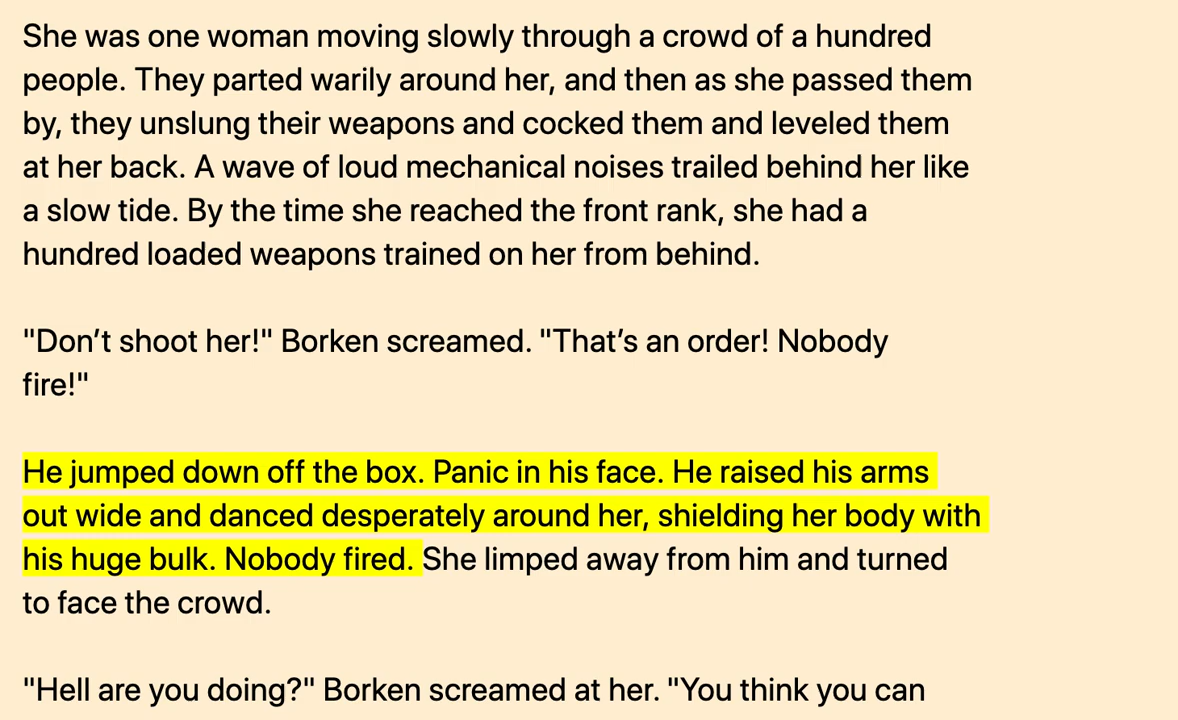 She was one woman moving slowly through a crowd of a hundred
people. They parted warily around her, and then as she passed them
by, they unslung their weapons and cocked them and leveled them
at her back. A wave of loud mechanical noises trailed behind her like
a slow tide. By the time she reached the front rank, she had a
hundred loaded weapons trained on her from behind.
"Don’t shoot her!" Borken screamed. "That’s an order! Nobody
fire!"
He jumped down off the box. Panic in his face. He raised his arms
out wide and danced desperately around her, shielding her body with
his huge bulk. Nobody fired. She limped away from him and turned
to face the crowd.
"Hell are you doing?" Borken screamed at her. "You think you can